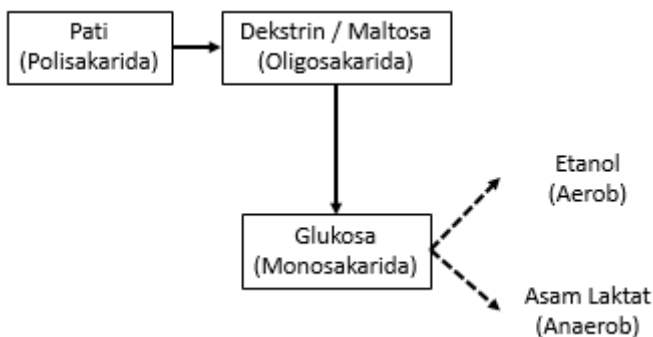 Pati
(Polisakarida)
Dekstrin / Maltosa
(Oligosakarida)
Glukosa
(Monosakarida)
Etanol
(Aerob)
Asam Laktat
(Anaerob)